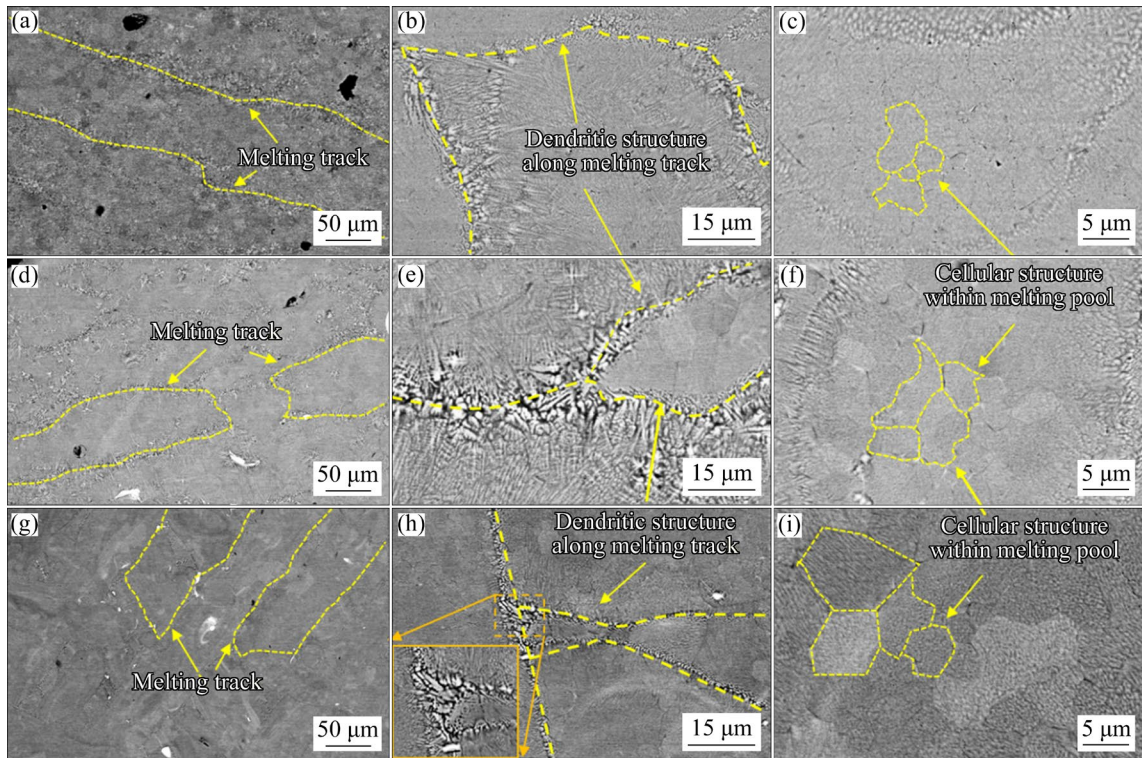 (a)
Melting track
50 μm
(b)
Dendritic structure
along melting track
15 μm
(c)
5 μm
(d)
Melting track
50 μm
(e)
15 μm
(f)
Cellular structure
within melting pool
5 μm
(g)
Melting track
50 μm
(h)
Dendritic structure
along melting track
15 μm
(i)
Cellular structure
within melting pool
5 μm